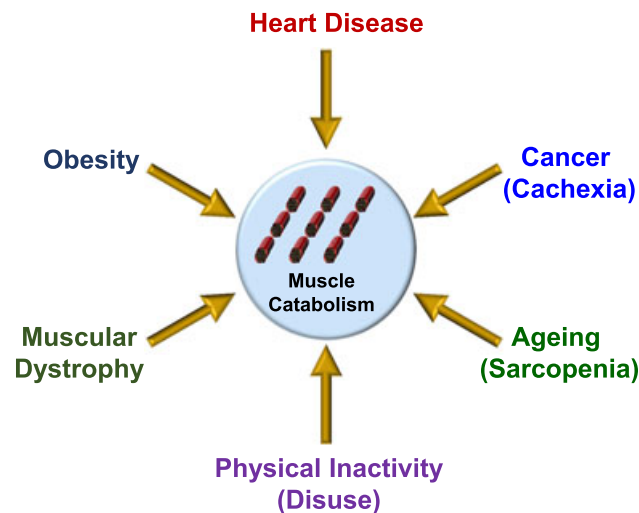 Heart Disease
Obesity
Cancer
(Cachexia)
Muscle
Catabolism
Muscular
Dystrophy
Ageing
(Sarcopenia)
Physical Inactivity
(Disuse)